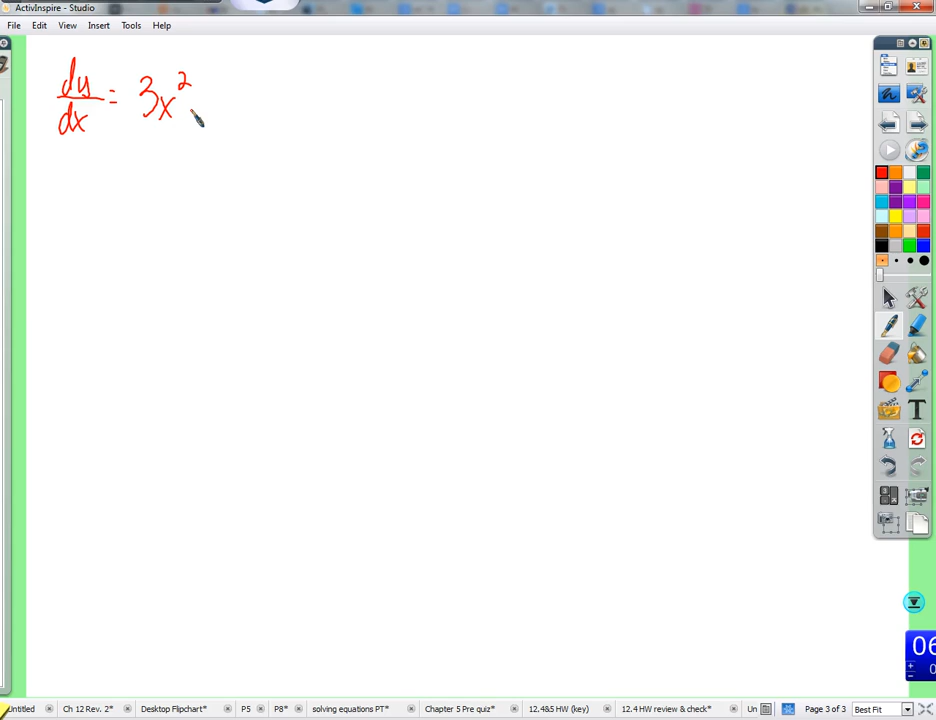 ActivInspire - Studio
File Edit View Insert Tools Help
dy/dx = 3x²
T
06
Untitled Ch 12 Rev. 2* Desktop Flipchart* P5 P8* solving equations PT* Chapter 5 Pre quiz* 12.4&5 HW (key) 12.4 HW review & check* Un Page 3 of 3 Best Fit